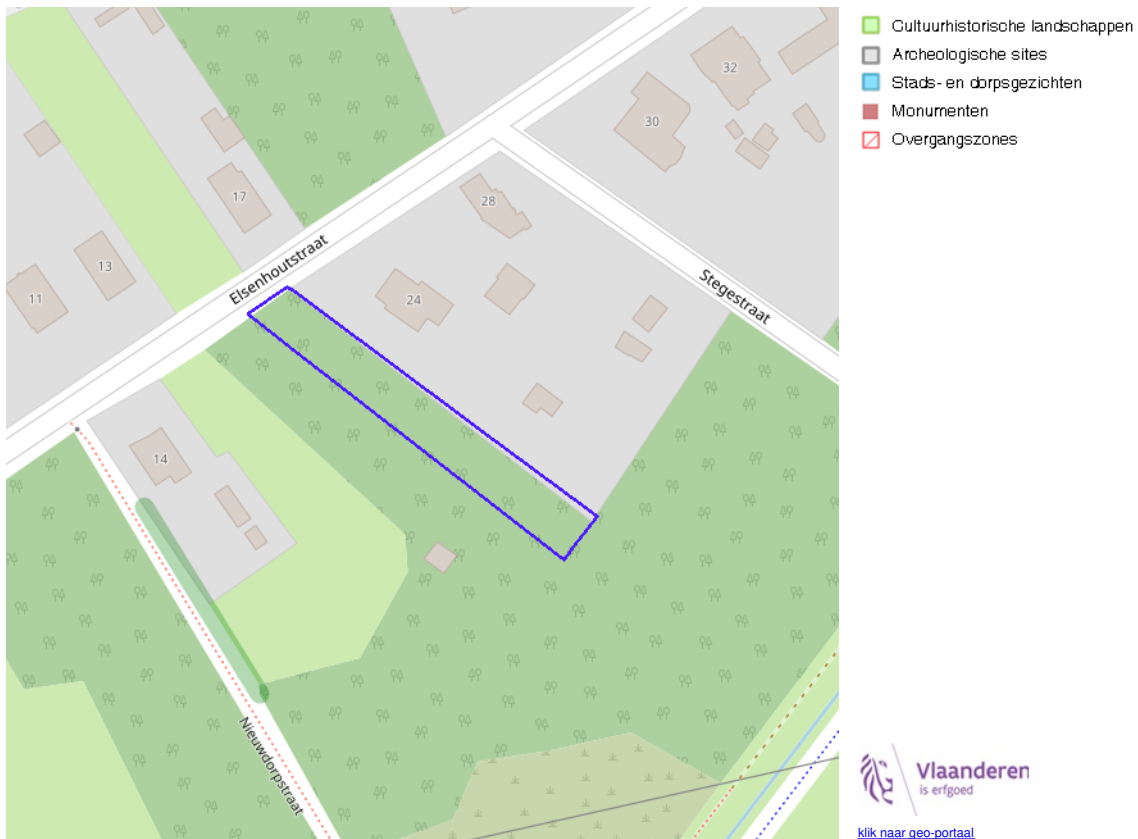 Cultuurhistorische landschappen
Archeologische sites
Stads- en dorpsgezichten
Monumenten
Overgangszones
32
30
28
17
Elsenhoutstraat
13
11
24
Stegestraat
14
Nieuwdorpstraat
Vlaanderen
is erfgoed
klik naar geo-portaal